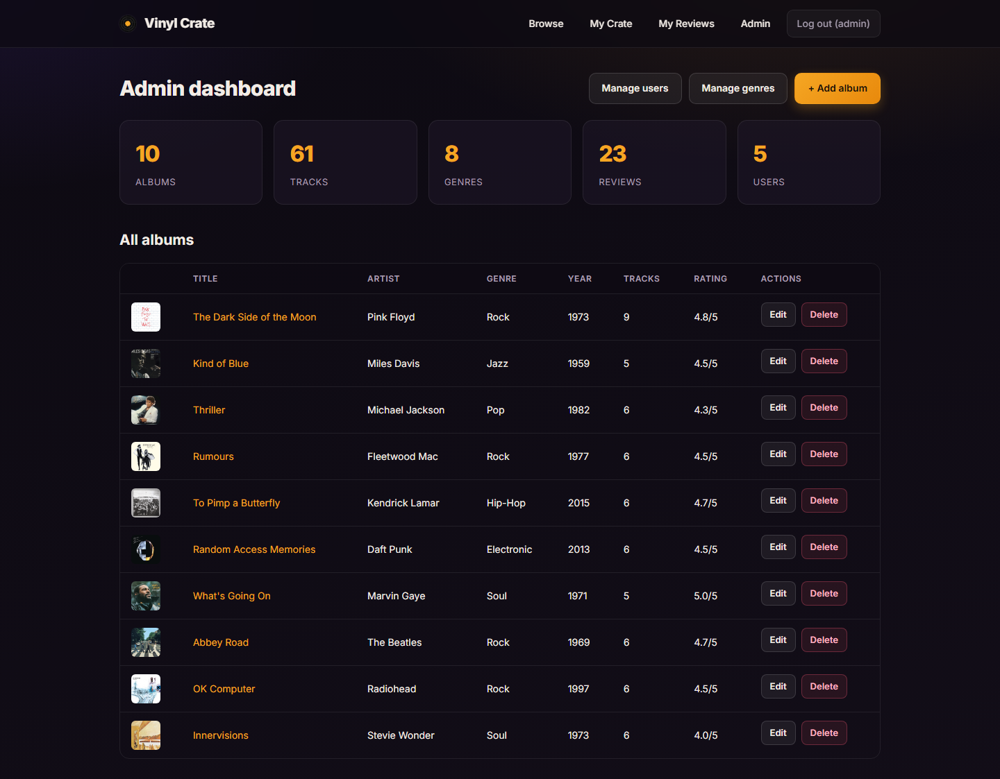 Vinyl Crate
Browse
My Crate
My Reviews
Admin
Log out (admin)
Admin dashboard
Manage users
Manage genres
+ Add album
10
ALBUMS
61
TRACKS
8
GENRES
23
REVIEWS
5
USERS
All albums
TITLE ARTIST GENRE YEAR TRACKS RATING ACTIONS
The Dark Side of the Moon Pink Floyd Rock 1973 9 4.8/5 Edit Delete
Kind of Blue Miles Davis Jazz 1959 5 4.5/5 Edit Delete
Thriller Michael Jackson Pop 1982 6 4.3/5 Edit Delete
Rumours Fleetwood Mac Rock 1977 6 4.5/5 Edit Delete
To Pimp a Butterfly Kendrick Lamar Hip-Hop 2015 6 4.7/5 Edit Delete
Random Access Memories Daft Punk Electronic 2013 6 4.5/5 Edit Delete
What's Going On Marvin Gaye Soul 1971 5 5.0/5 Edit Delete
Abbey Road The Beatles Rock 1969 6 4.7/5 Edit Delete
OK Computer Radiohead Rock 1997 6 4.5/5 Edit Delete
Innervisions Stevie Wonder Soul 1973 6 4.0/5 Edit Delete